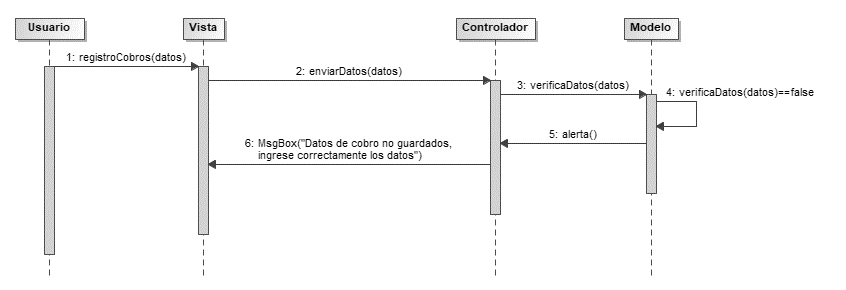 Usuario
Vista
Controlador
Modelo
1: registroCobros(datos)
2: enviarDatos(datos)
3: verificaDatos(datos)
4: verificaDatos(datos)==false
5: alerta()
6: MsgBox("Datos de cobro no guardados,
ingrese correctamente los datos")